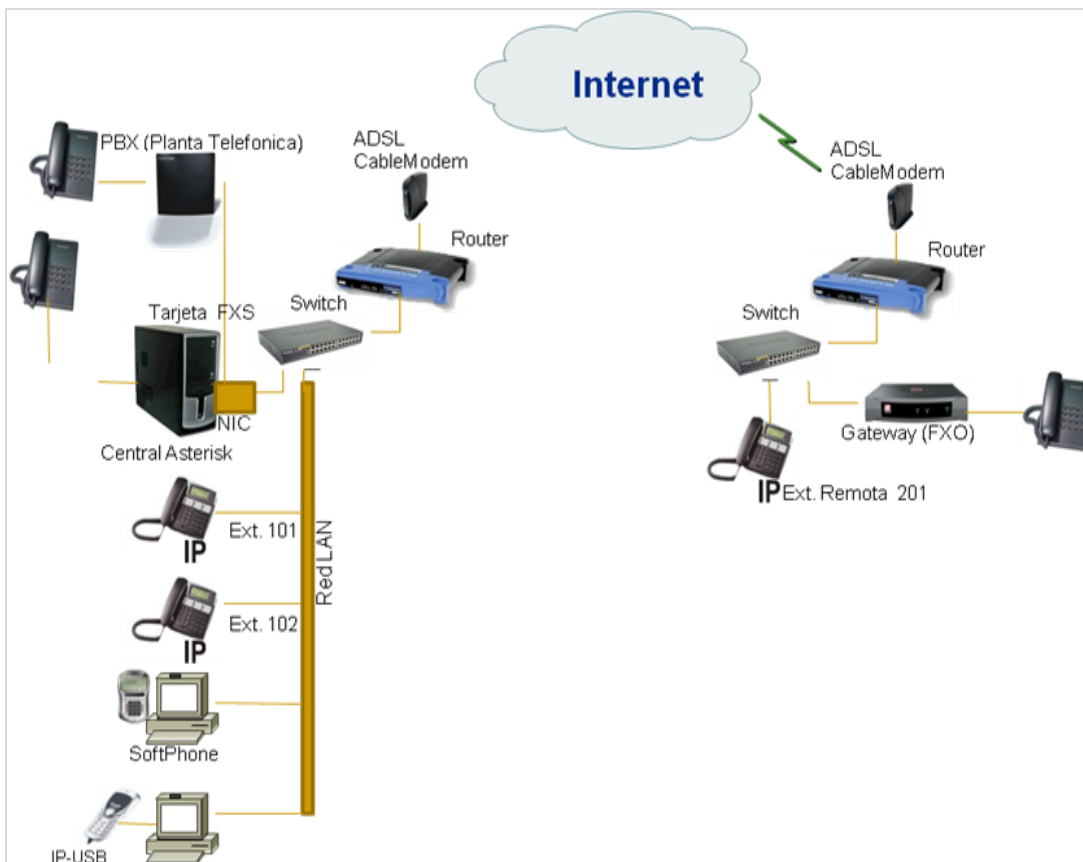 Internet
PBX (Planta Telefonica)
ADSL
CableModem
ADSL
CableModem
Router
Router
Tarjeta FXS
Switch
Switch
NIC
Central Asterisk
Gateway (FXO)
IP
Ext. Remota 201
Ext. 101
IP
Red LAN
Ext. 102
IP
SoftPhone
IP-USB